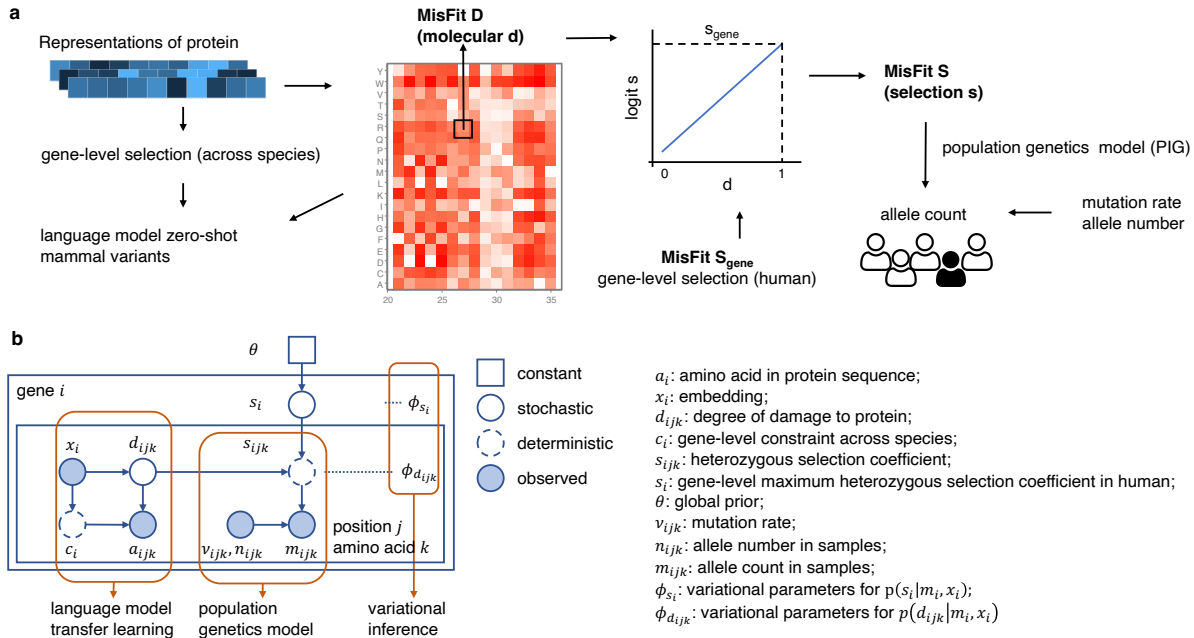 a
Representations of protein
gene-level selection (across species)
language model zero-shot
mammal variants
MisFit D
(molecular d)
Y
W
V
T
S
R
Q
P
N
M
L
K
I
H
G
F
E
D
C
A
20
25
30
35
s_gene
logit s
0
1
d
MisFit S_gene
gene-level selection (human)
MisFit S
(selection s)
population genetics model (PIG)
allele count
mutation rate
allele number
b
θ
gene i
s_i
ϕ_{s_i}
x_i
d_{ijk}
s_{ijk}
ϕ_{d_{ijk}}
c_i
a_{ijk}
ν_{ijk}, n_{ijk}
m_{ijk}
position j
amino acid k
language model
transfer learning
population
genetics model
variational
inference
constant
stochastic
deterministic
observed
a_i: amino acid in protein sequence;
x_i: embedding;
d_{ijk}: degree of damage to protein;
c_i: gene-level constraint across species;
s_{ijk}: heterozygous selection coefficient;
s_i: gene-level maximum heterozygous selection coefficient in human;
θ: global prior;
ν_{ijk}: mutation rate;
n_{ijk}: allele number in samples;
m_{ijk}: allele count in samples;
ϕ_{s_i}: variational parameters for p(s_i|m_i, x_i);
ϕ_{d_{ijk}}: variational parameters for p(d_{ijk}|m_i, x_i)